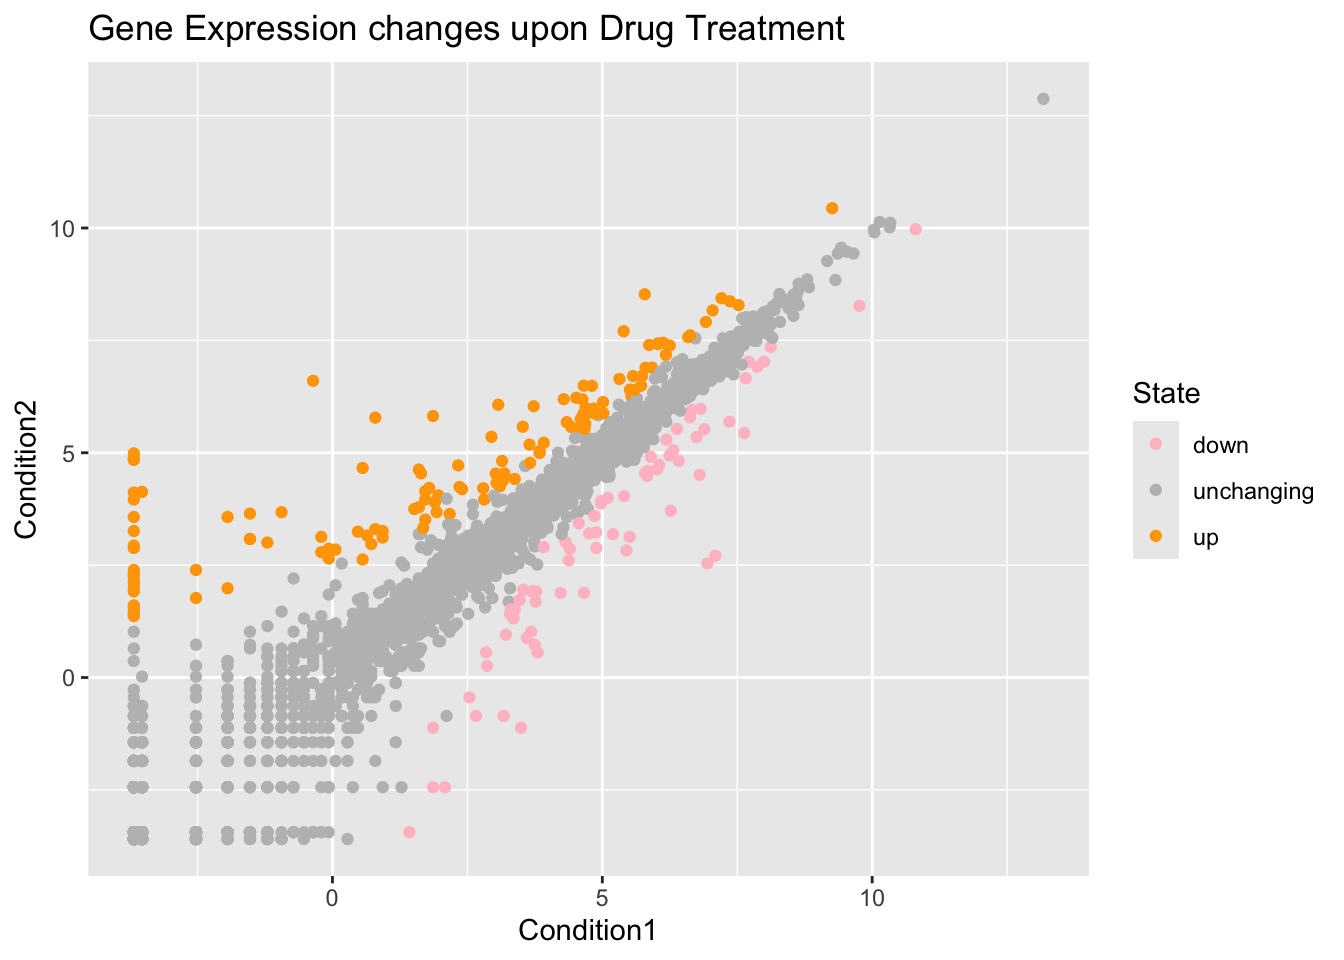 Gene Expression changes upon Drug Treatment
10
5
0
Condition2
0 5 10
Condition1
State
down
unchanging
up